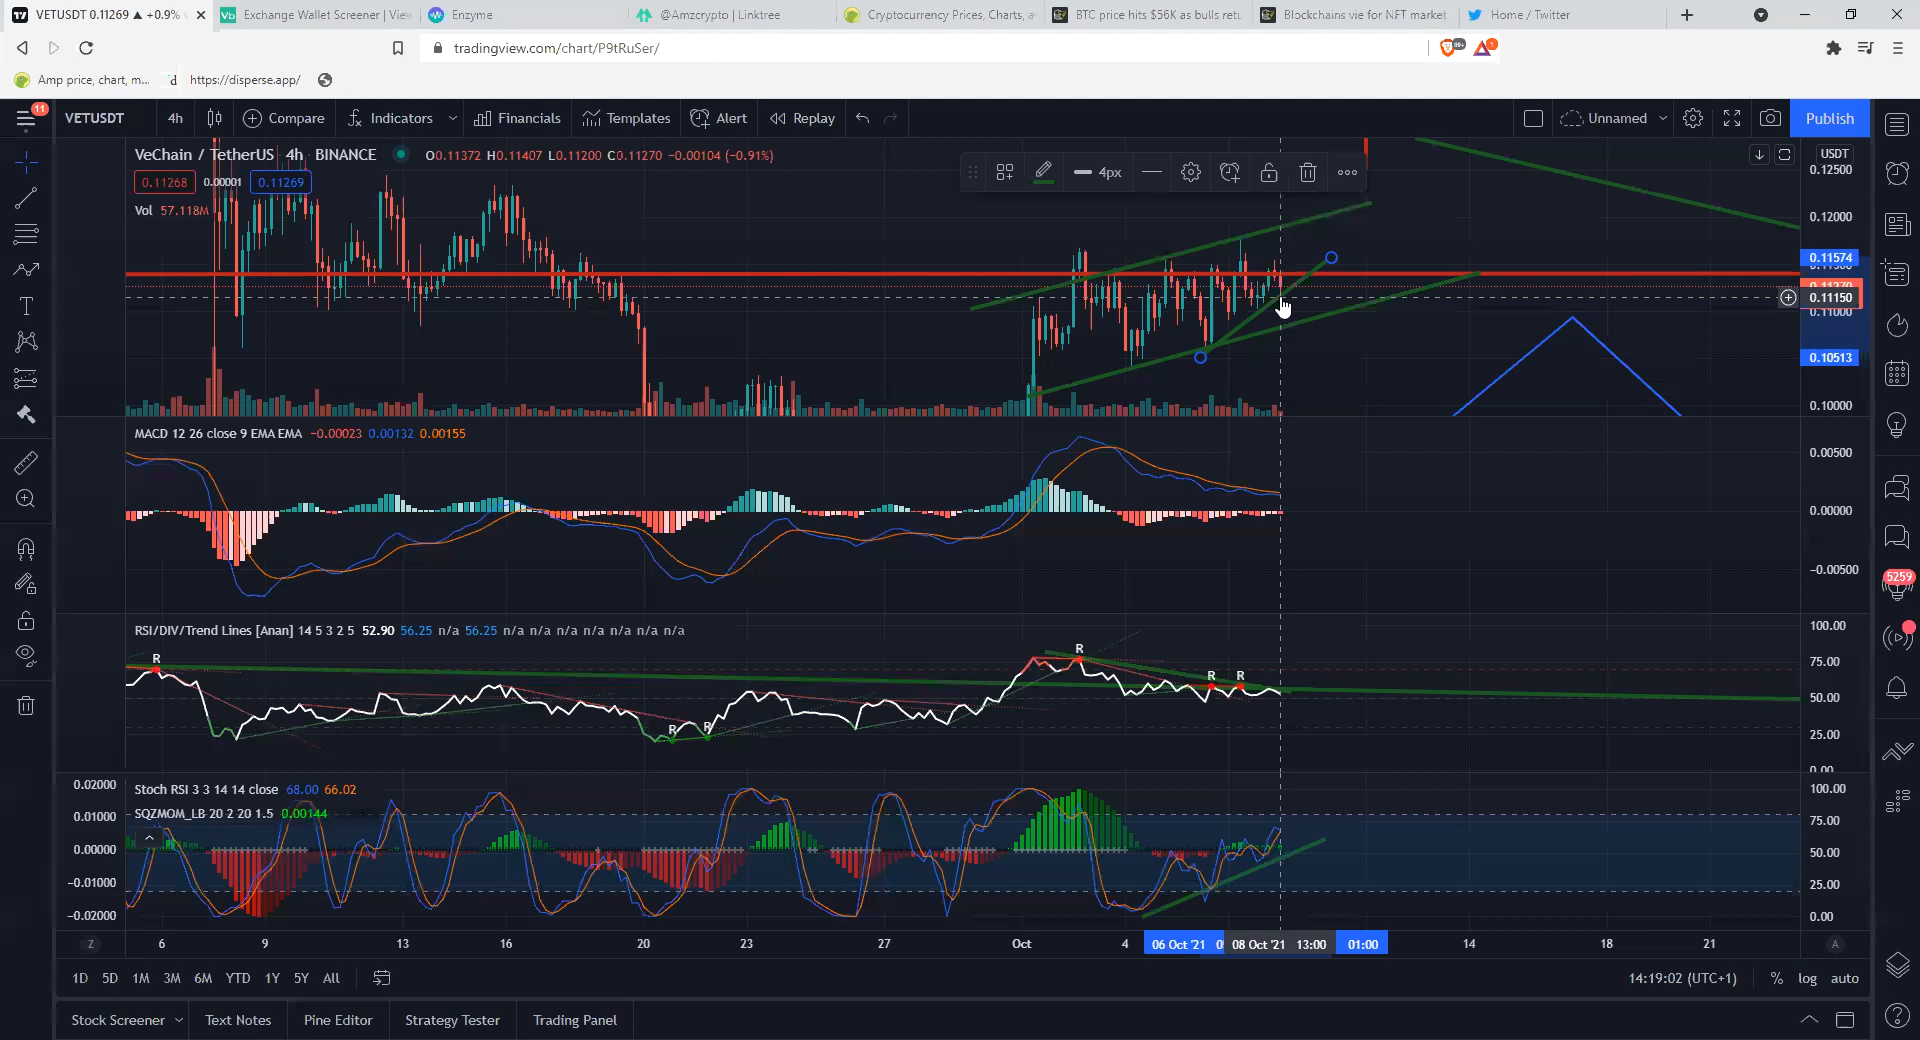 VETUSDT 0.11269 ▲ +0.9%
Exchange Wallet Screener | Viev
Enzyme
@Amzcrypto | Linktree
Cryptocurrency Prices, Charts, a
BTC price hits $56K as bulls retu
Blockchains vie for NFT market
Home / Twitter
tradingview.com/chart/P9tRuSer/
99+
1
Amp price, chart, m...
d
https://disperse.app/
11
VETUSDT
4h
Compare
Indicators
Financials
Templates
Alert
Replay
Unnamed
Publish
VeChain / TetherUS 4h BINANCE O0.11372 H0.11407 L0.11200 C0.11270 −0.00104 (−0.91%)
0.11268 0.00001 0.11269
Vol 57.118M
4px
USDT
0.12500
0.12000
0.11574
0.11150
0.11000
0.10513
0.10000
MACD 12 26 close 9 EMA EMA −0.00023 0.00132 0.00155
0.00500
0.00000
−0.00500
RSI/DIV/Trend Lines [Anan] 14 5 3 2 5 52.90 56.25 n/a 56.25 n/a n/a n/a n/a n/a n/a n/a
R
R
R
R
R
R
100.00
75.00
50.00
25.00
0.00
Stoch RSI 3 3 14 14 close 68.00 66.02
SQZMOM_LB 20 2 20 1.5 0.00144
0.02000
0.01000
0.00000
−0.01000
−0.02000
100.00
75.00
50.00
25.00
0.00
5259
Z
6
9
13
16
20
23
27
Oct
4
06 Oct '21
08 Oct '21 13:00
01:00
14
18
21
A
1D 5D 1M 3M 6M YTD 1Y 5Y All
14:19:02 (UTC+1)
% log auto
Stock Screener
Text Notes
Pine Editor
Strategy Tester
Trading Panel